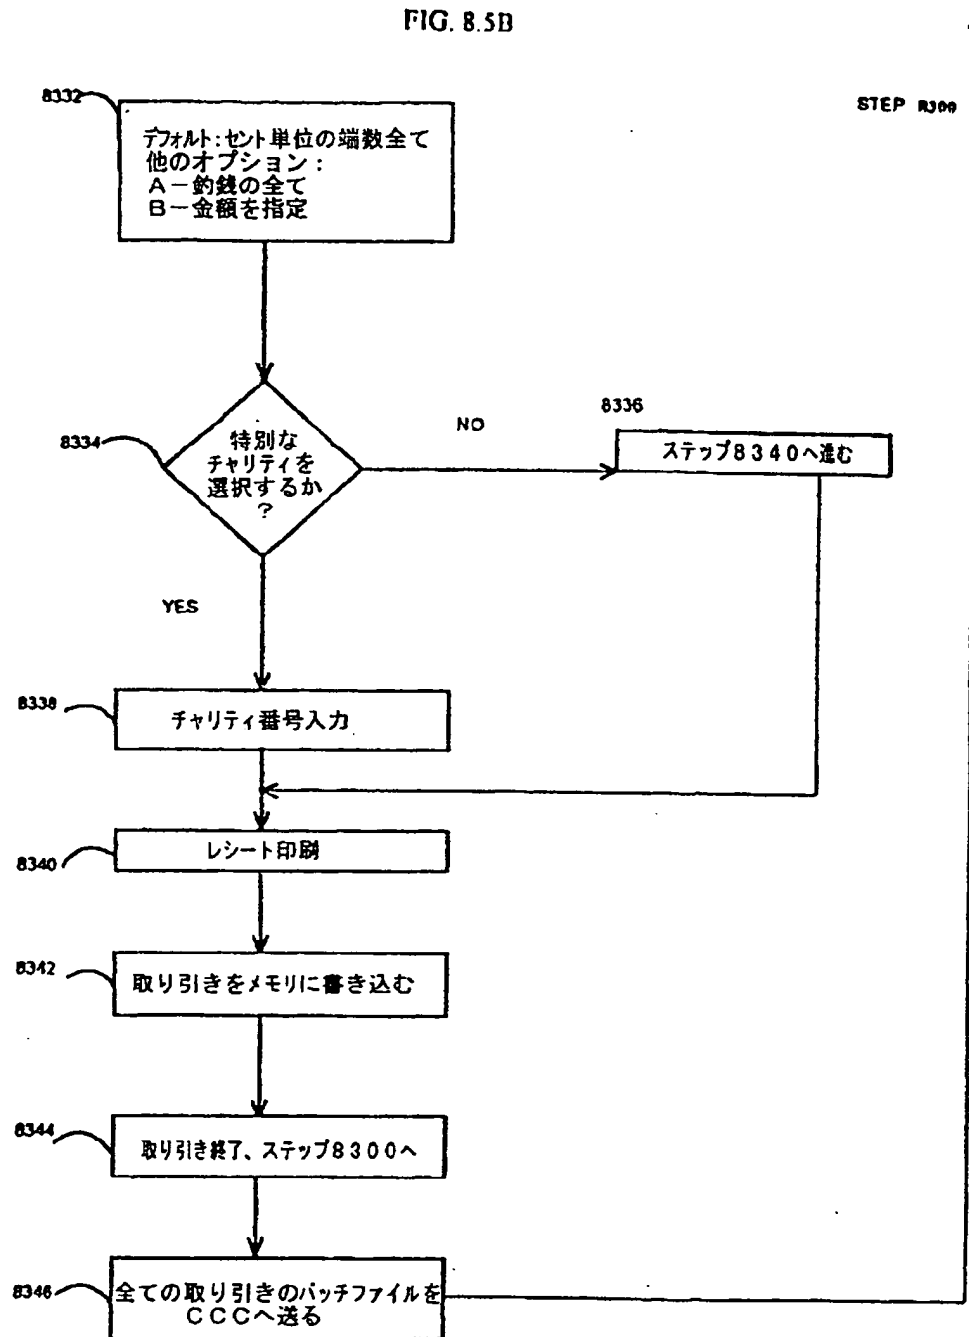 FIG. 8.5B
8332
STEP 8300
デフォルト：セント単位の端数全て
他のオプション：
A－釣銭の全て
B－金額を指定
8334
特別な
チャリティを
選択するか
？
NO
8336
ステップ8340へ進む
YES
8338
チャリティ番号入力
8340
レシート印刷
8342
取り引きをメモリに書き込む
8344
取り引き終了、ステップ8300へ
8346
全ての取り引きのバッチファイルを
CCCへ送る